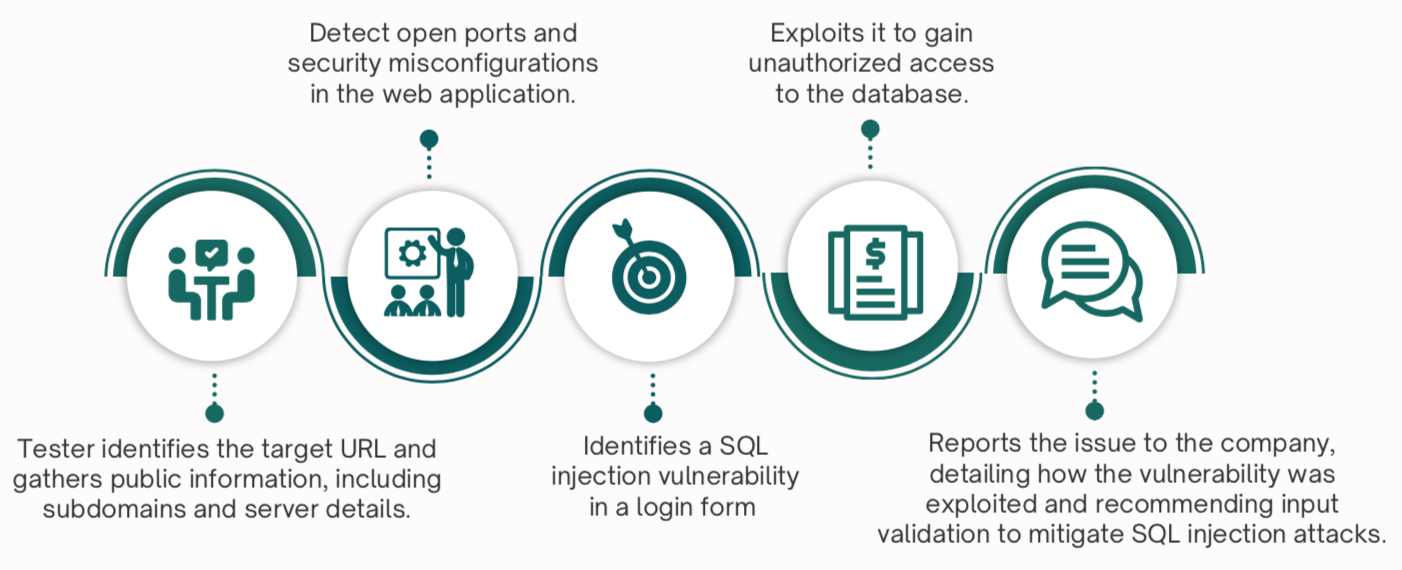 Tester identifies the target URL and
gathers public information, including
subdomains and server details.
Detect open ports and
security misconfigurations
in the web application.
Identifies a SQL
injection vulnerability
in a login form
Exploits it to gain
unauthorized access
to the database.
$
Reports the issue to the company,
detailing how the vulnerability was
exploited and recommending input
validation to mitigate SQL injection attacks.